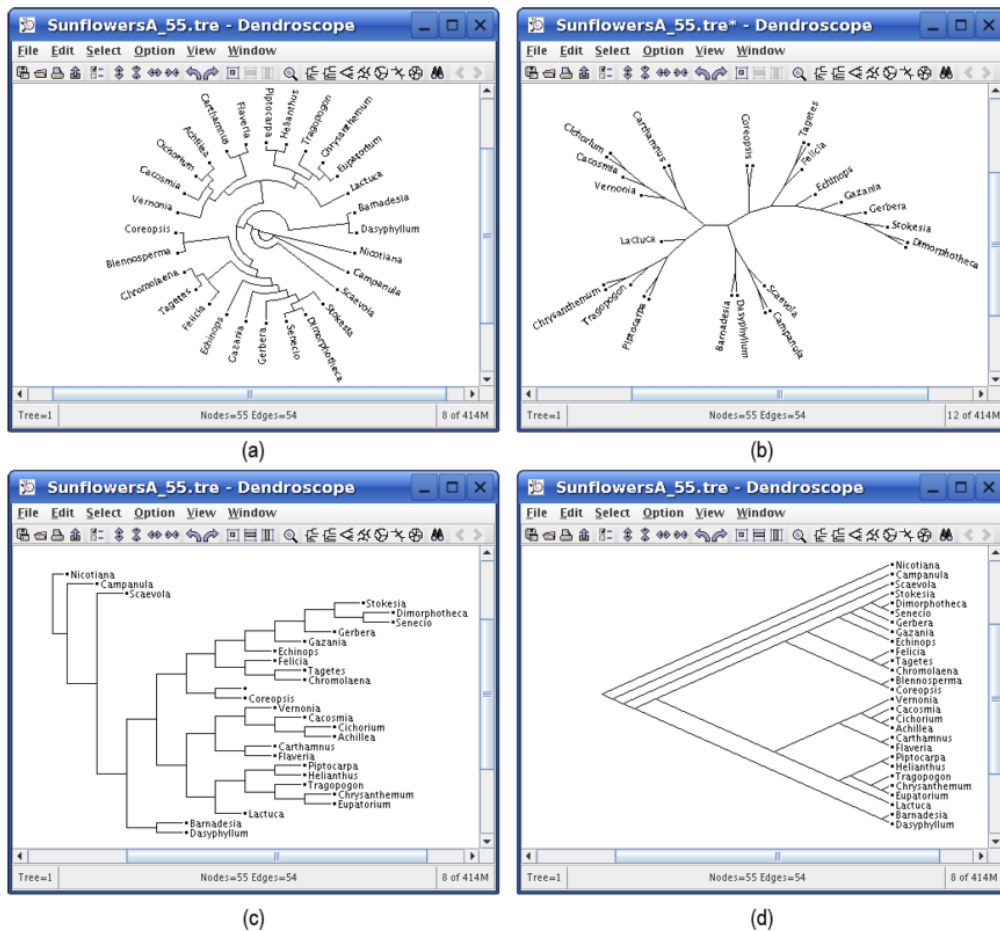 SunflowersA_55.tre - Dendroscope
File Edit Select Option View Window
Piptocarpa
Helianthus
Tragopogon
Chrysanthemum
Eupatorium
Lactuca
Barnadesia
Dasyphyllum
Nicotiana
Campanula
Scaevola
Stokesia
Dimorphotheca
Senecio
Gerbera
Gazania
Echinops
Felicia
Tagetes
Chromolaena
Blennosperma
Coreopsis
Vernonia
Cacosmia
Cichorium
Achillea
Carthamnus
Flaveria
Tree=1 Nodes=55 Edges=54 8 of 414M
(a)
SunflowersA_55.tre* - Dendroscope
File Edit Select Option View Window
Cichorium
Cacosmia
Vernonia
Carthamnus
Coreopsis
Tagetes
Felicia
Echinops
Gazania
Gerbera
Stokesia
Dimorphotheca
Lactuca
Chrysanthemum
Tragopogon
Piptocarpa
Barnadesia
Dasyphyllum
Scaevola
Campanula
Tree=1 Nodes=55 Edges=54 12 of 414M
(b)
SunflowersA_55.tre - Dendroscope
File Edit Select Option View Window
Nicotiana
Campanula
Scaevola
Stokesia
Dimorphotheca
Senecio
Gerbera
Gazania
Echinops
Felicia
Tagetes
Chromolaena
Coreopsis
Vernonia
Cacosmia
Cichorium
Achillea
Carthamnus
Flaveria
Piptocarpa
Helianthus
Tragopogon
Chrysanthemum
Eupatorium
Lactuca
Barnadesia
Dasyphyllum
Tree=1 Nodes=55 Edges=54 8 of 414M
(c)
SunflowersA_55.tre - Dendroscope
File Edit Select Option View Window
Nicotiana
Campanula
Scaevola
Stokesia
Dimorphotheca
Senecio
Gerbera
Gazania
Echinops
Felicia
Tagetes
Chromolaena
Blennosperma
Coreopsis
Vernonia
Cacosmia
Cichorium
Achillea
Carthamnus
Flaveria
Piptocarpa
Helianthus
Tragopogon
Chrysanthemum
Eupatorium
Lactuca
Barnadesia
Dasyphyllum
Tree=1 Nodes=55 Edges=54 8 of 414M
(d)